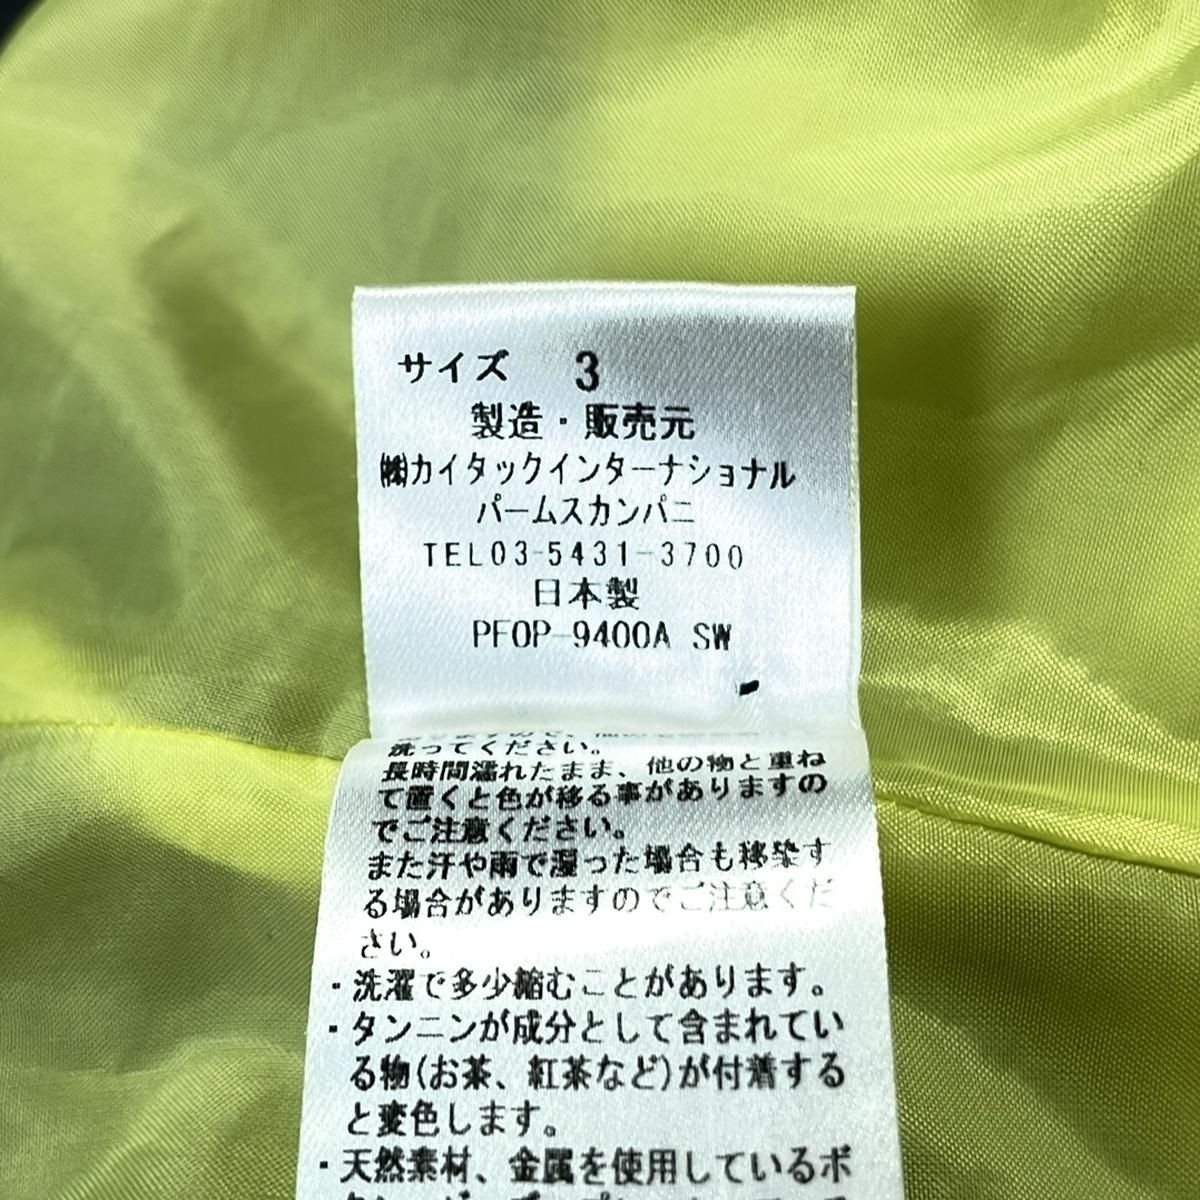 サイズ 3
製造・販売元
㈱カイタックインターナショナル
パームスカンパニ
TEL03-5431-3700
日本製
PFOP-9400A SW
洗ってください。
長時間濡れたまま、他の物と重ね
て置くと色が移る事がありますの
でご注意ください。
また汗や雨で湿った場合も移染す
る場合がありますのでご注意くだ
さい。
・洗濯で多少縮むことがあります。
・タンニンが成分として含まれてい
る物(お茶、紅茶など)が付着する
と変色します。
・天然素材、金属を使用しているボ